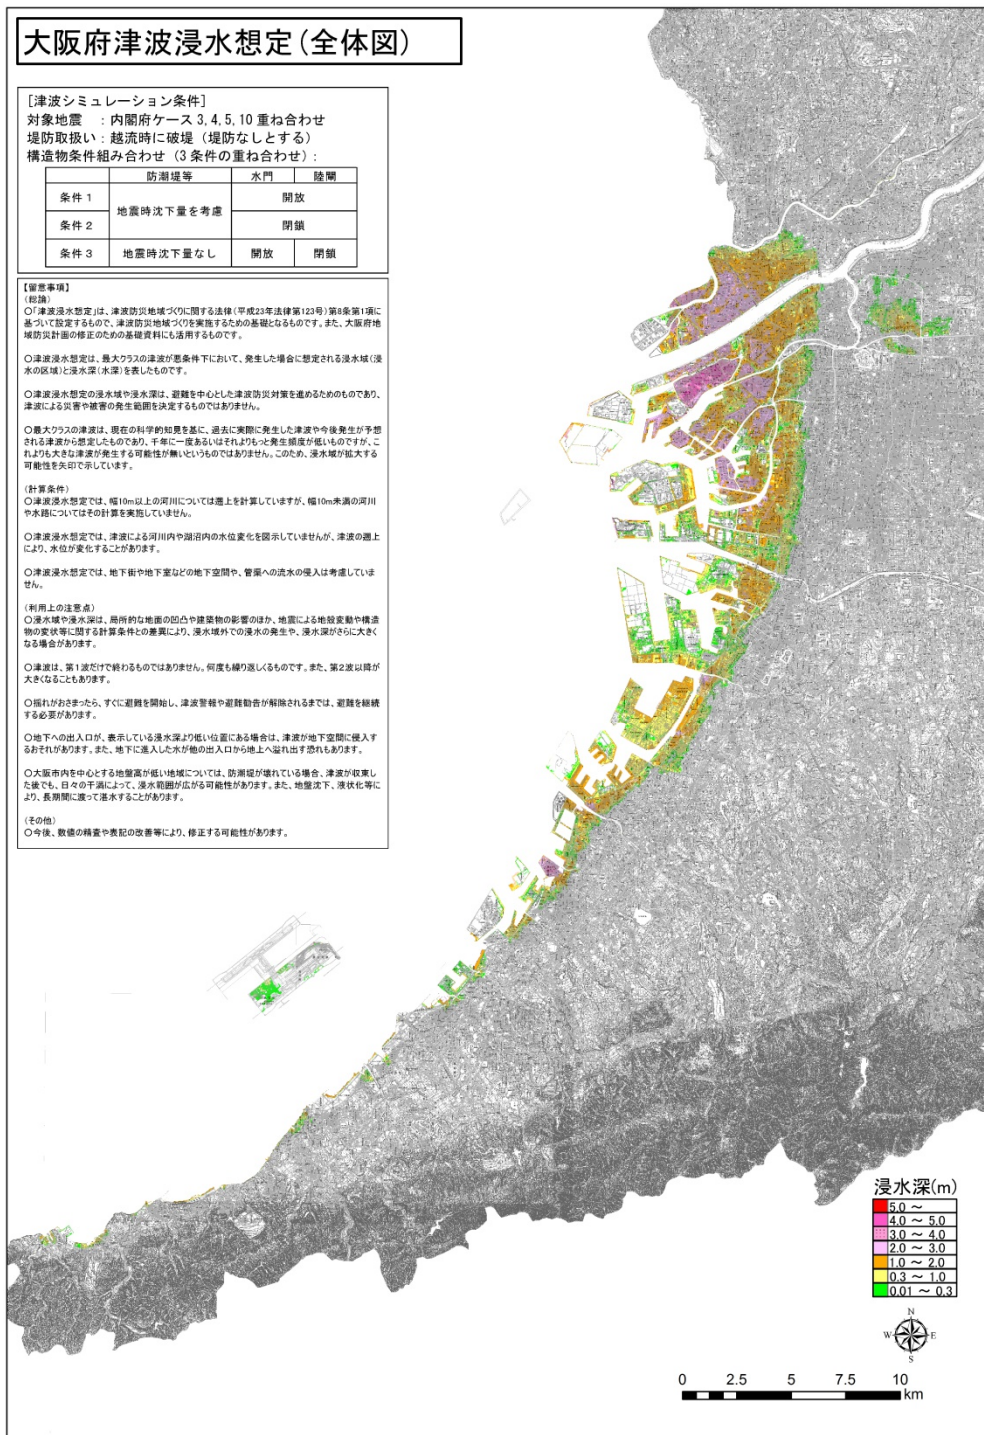 大阪府津波浸水想定(全体図)
[津波シミュレーション条件]
対象地震　：内閣府ケース 3, 4, 5, 10 重ね合わせ
堤防取扱い：越流時に破堤（堤防なしとする）
構造物条件組み合わせ（3 条件の重ね合わせ）：
防潮堤等 水門 陸閘
条件 1 地震時沈下量を考慮 開放
条件 2 閉鎖
条件 3 地震時沈下量なし 開放 閉鎖
【留意事項】
（総論）
○「津波浸水想定」は、津波防災地域づくりに関する法律（平成23年法律第123号）第8条第1項に
基づいて設定するもので、津波防災地域づくりを実施するための基礎となるものです。また、大阪府地
域防災計画の修正のための基礎資料にも活用するものです。
○津波浸水想定は、最大クラスの津波が悪条件下において、発生した場合に想定される浸水域（浸
水の区域）と浸水深（水深）を表したものです。
○津波浸水想定の浸水域や浸水深は、避難を中心とした津波防災対策を進めるためのものであり、
津波による災害や被害の発生範囲を決定するものではありません。
○最大クラスの津波は、現在の科学的知見を基に、過去に実際に発生した津波や今後発生が予想
される津波から想定したものであり、千年に一度あるいはそれよりもっと発生頻度が低いものですが、こ
れよりも大きな津波が発生する可能性が無いというものではありません。このため、浸水域が拡大する
可能性を矢印で示しています。
（計算条件）
○津波浸水想定では、幅10m以上の河川については遡上を計算していますが、幅10m未満の河川
や水路についてはその計算を実施していません。
○津波浸水想定では、津波による河川内や湖沼内の水位変化を図示していませんが、津波の遡上
により、水位が変化することがあります。
○津波浸水想定では、地下街や地下室などの地下空間や、管渠への流水の侵入は考慮していま
せん。
（利用上の注意点）
○浸水域や浸水深は、局所的な地面の凹凸や建築物の影響のほか、地震による地殻変動や構造
物の変状等に関する計算条件との差異により、浸水域外での浸水の発生や、浸水深がさらに大きく
なる場合があります。
○津波は、第1波だけで終わるものではありません。何度も繰り返しくるものです。また、第2波以降が
大きくなることもあります。
○揺れがおさまったら、すぐに避難を開始し、津波警報や避難勧告が解除されるまでは、避難を継続
する必要があります。
○地下への出入口が、表示している浸水深より低い位置にある場合は、津波が地下空間に侵入す
るおそれがあります。また、地下に進入した水が他の出入口から地上へ溢れ出す恐れもあります。
○大阪市内を中心とする地盤高が低い地域については、防潮堤が壊れている場合、津波が収束し
た後でも、日々の干満によって、浸水範囲が広がる可能性があります。また、地盤沈下、液状化等に
より、長期間に渡って湛水することがあります。
（その他）
○今後、数値の精査や表記の改善等により、修正する可能性があります。
浸水深(m)
5.0 ～
4.0 ～ 5.0
3.0 ～ 4.0
2.0 ～ 3.0
1.0 ～ 2.0
0.3 ～ 1.0
0.01 ～ 0.3
N
W E
S
0 2.5 5 7.5 10
km